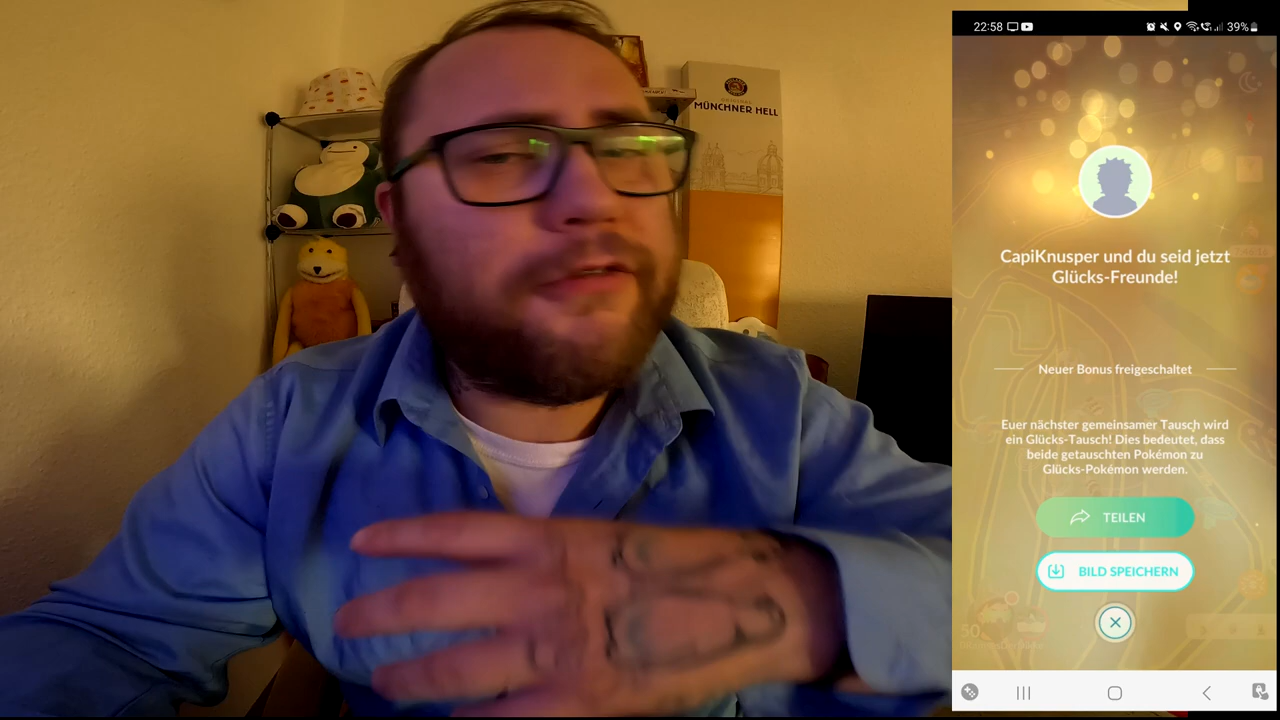 MÜNCHNER HELL
22:58
39%
CapiKnusper und du seid jetzt
Glücks-Freunde!
Neuer Bonus freigeschaltet
Euer nächster gemeinsamer Tausch wird
ein Glücks-Tausch! Dies bedeutet, dass
beide getauschten Pokémon zu
Glücks-Pokémon werden.
TEILEN
BILD SPEICHERN
50